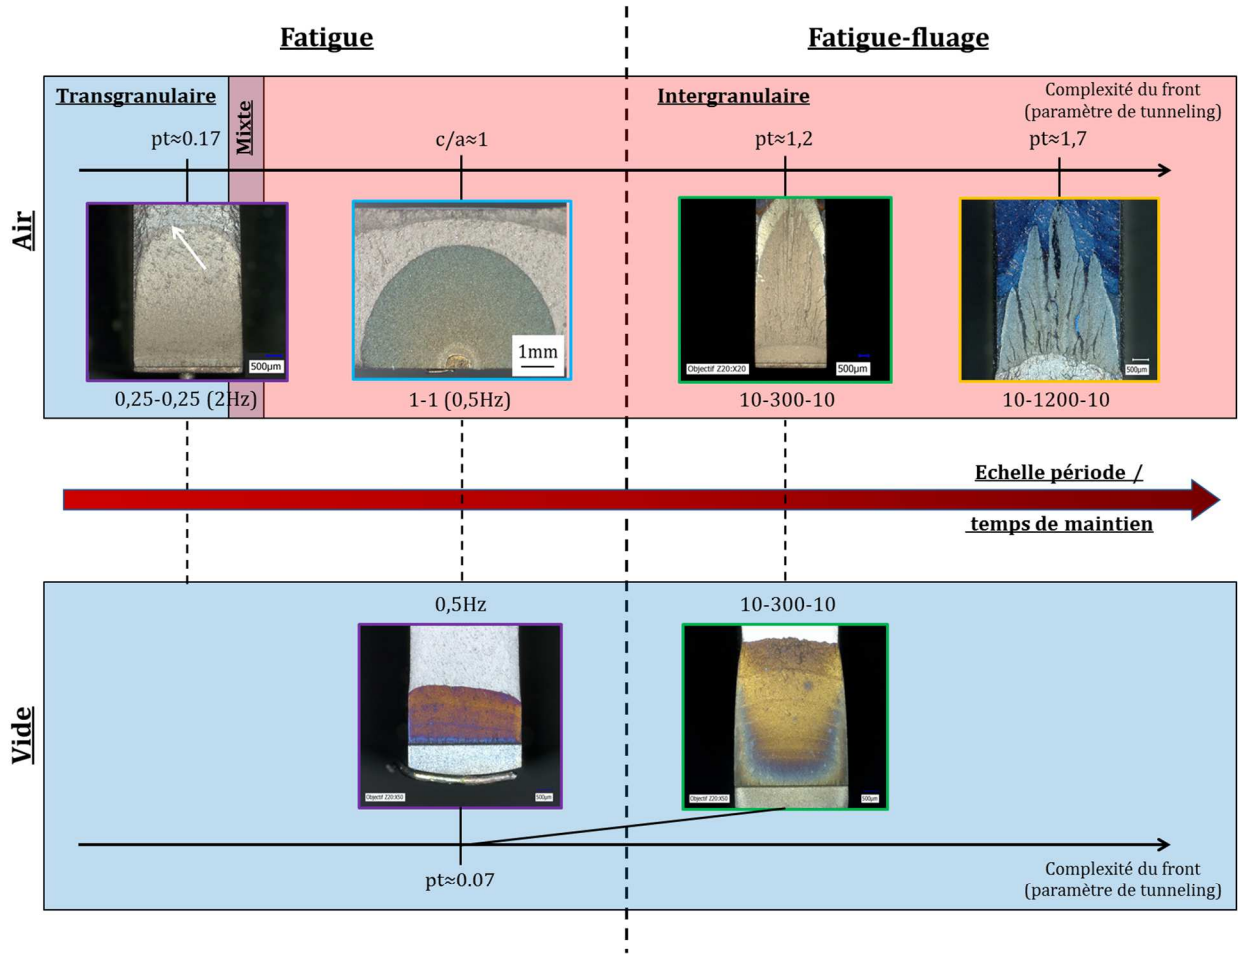 Fatigue
Fatigue-fluage
Transgranulaire
Mixte
Intergranulaire
Complexité du front
(paramètre de tunneling)
pt≈0.17
c/a≈1
pt≈1,2
pt≈1,7
Air
500µm
1mm
Objectif Z20:X20
500µm
500µm
0,25-0,25 (2Hz)
1-1 (0,5Hz)
10-300-10
10-1200-10
Echelle période /
temps de maintien
Vide
0,5Hz
10-300-10
Objectif Z20:X50
500µm
Objectif Z20:X50
500µm
pt≈0.07
Complexité du front
(paramètre de tunneling)